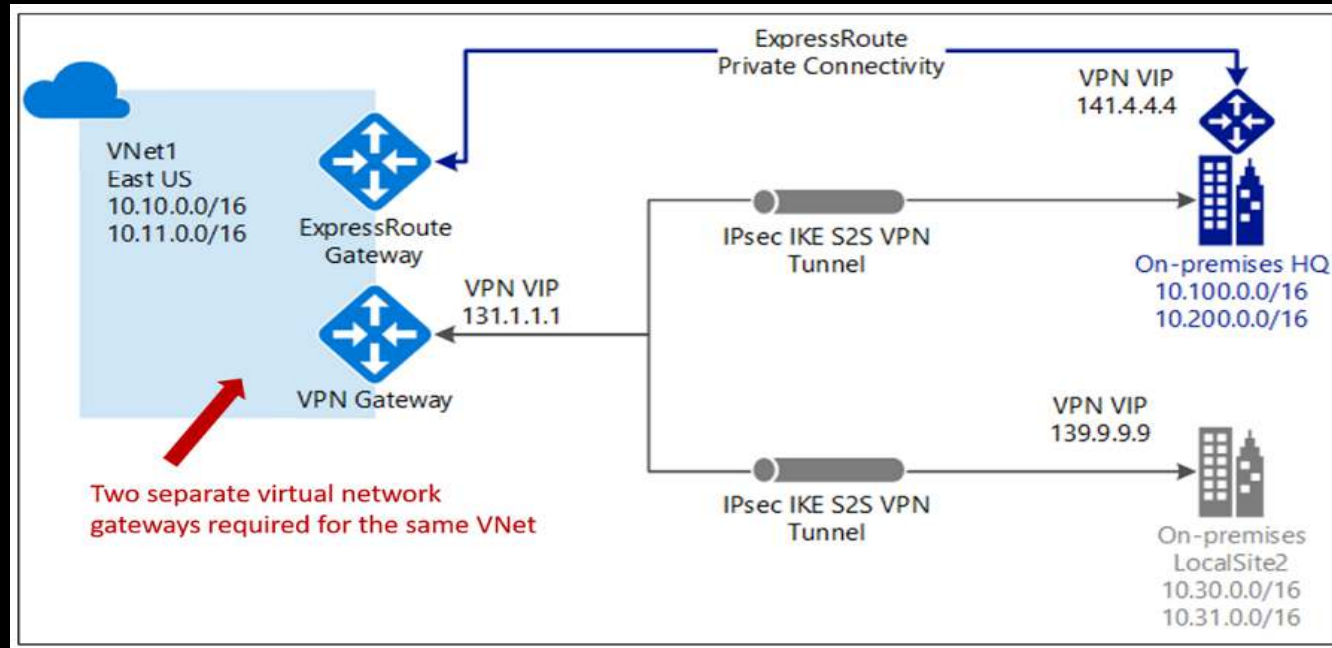 ExpressRoute
Private Connectivity
VPN VIP
141.4.4.4
VNet1
East US
10.10.0.0/16
10.11.0.0/16
ExpressRoute
Gateway
IPsec IKE S2S VPN
Tunnel
On-premises HQ
10.100.0.0/16
10.200.0.0/16
VPN VIP
131.1.1.1
VPN Gateway
VPN VIP
139.9.9.9
Two separate virtual network
gateways required for the same VNet
IPsec IKE S2S VPN
Tunnel
On-premises
LocalSite2
10.30.0.0/16
10.31.0.0/16